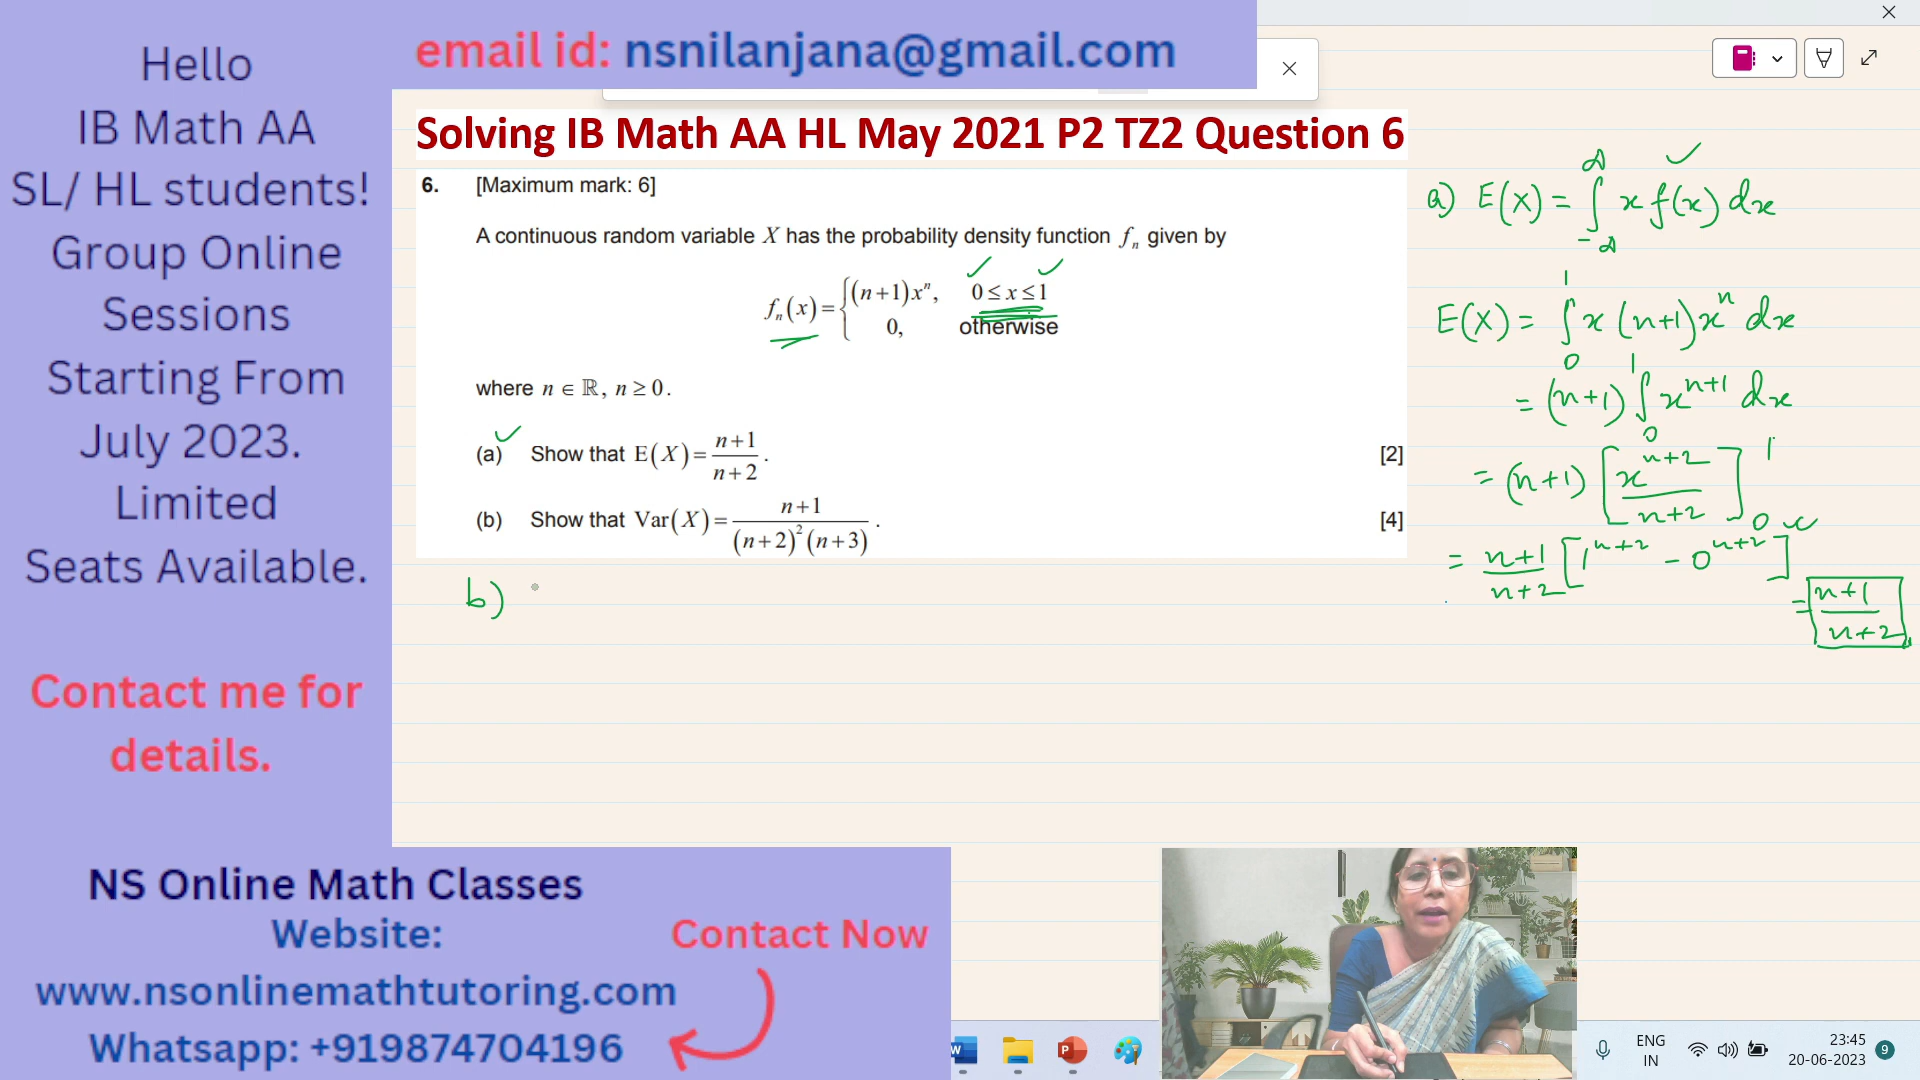 Hello
IB Math AA
SL/ HL students!
Group Online
Sessions
Starting From
July 2023.
Limited
Seats Available.
Contact me for
details.
email id: nsnilanjana@gmail.com
Solving IB Math AA HL May 2021 P2 TZ2 Question 6
6. [Maximum mark: 6]
A continuous random variable X has the probability density function fₙ given by
fₙ(x) = { (n+1)xⁿ, 0 ≤ x ≤ 1
0, otherwise
where n ∈ ℝ, n ≥ 0.
(a) Show that E(X) = (n+1)/(n+2). [2]
(b) Show that Var(X) = (n+1)/((n+2)²(n+3)). [4]
b)
a) E(X) = ∫_{-∞}^{∞} x f(x) dx
E(X) = ∫₀¹ x (n+1) xⁿ dx
= (n+1) ∫₀¹ xⁿ⁺¹ dx
= (n+1) [xⁿ⁺²/(n+2)]₀¹
= (n+1)/(n+2) [1ⁿ⁺² - 0ⁿ⁺²]
= (n+1)/(n+2)
NS Online Math Classes
Website:
www.nsonlinemathtutoring.com
Whatsapp: +919874704196
Contact Now
ENG
IN
23:45
20-06-2023
9